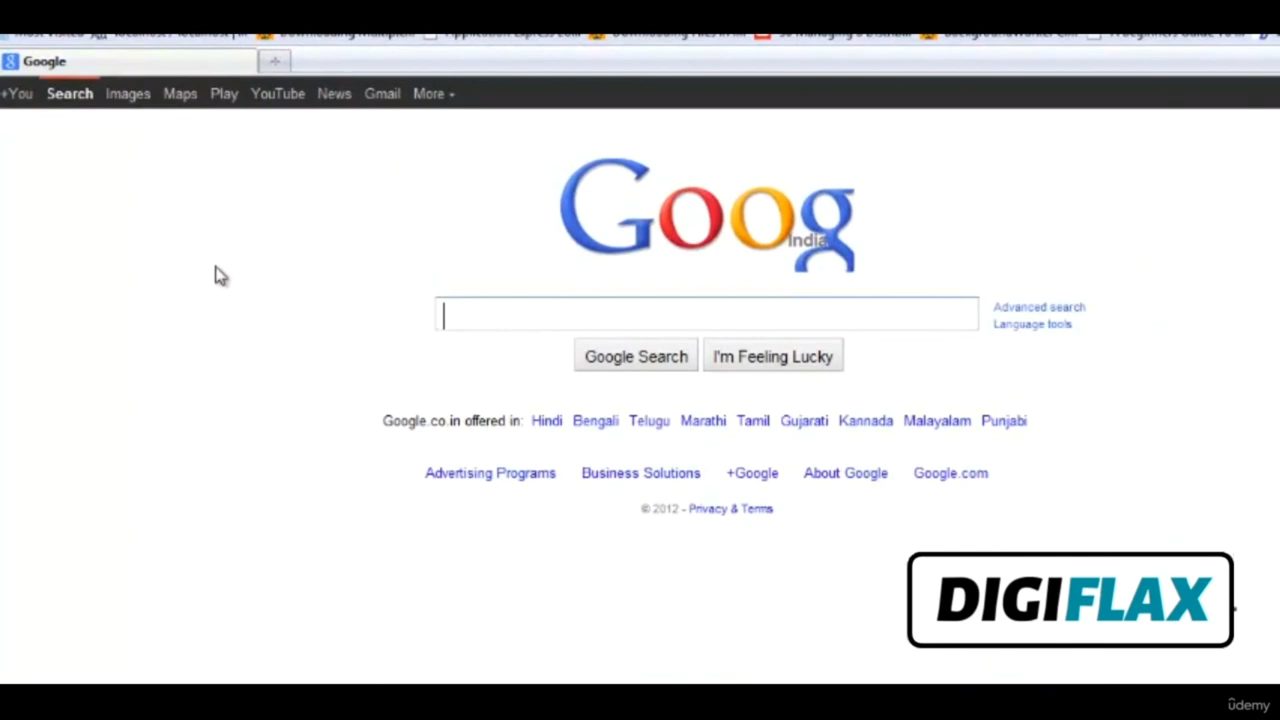 Google
+You Search Images Maps Play YouTube News Gmail More
Goog
India
Advanced search
Language tools
Google Search I'm Feeling Lucky
Google.co.in offered in: Hindi Bengali Telugu Marathi Tamil Gujarati Kannada Malayalam Punjabi
Advertising Programs Business Solutions +Google About Google Google.com
© 2012 - Privacy & Terms
DIGIFLAX
ûdemy